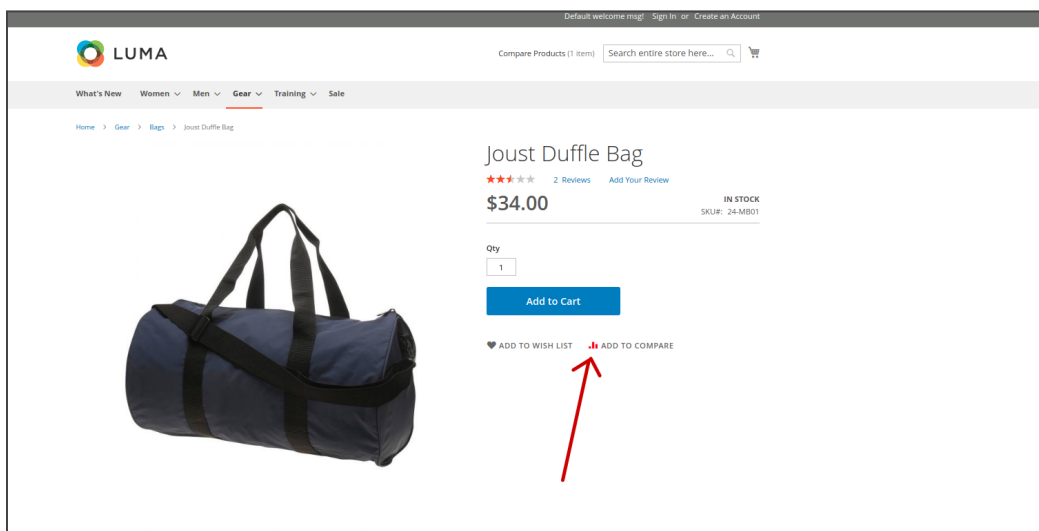 Default welcome msg! Sign In or Create an Account
LUMA
Compare Products (1 item) Search entire store here...
What's New Women Men Gear Training Sale
Home > Gear > Bags > Joust Duffle Bag
Joust Duffle Bag
2 Reviews Add Your Review
$34.00
IN STOCK
SKU#: 24-MB01
Qty
1
Add to Cart
ADD TO WISH LIST ADD TO COMPARE